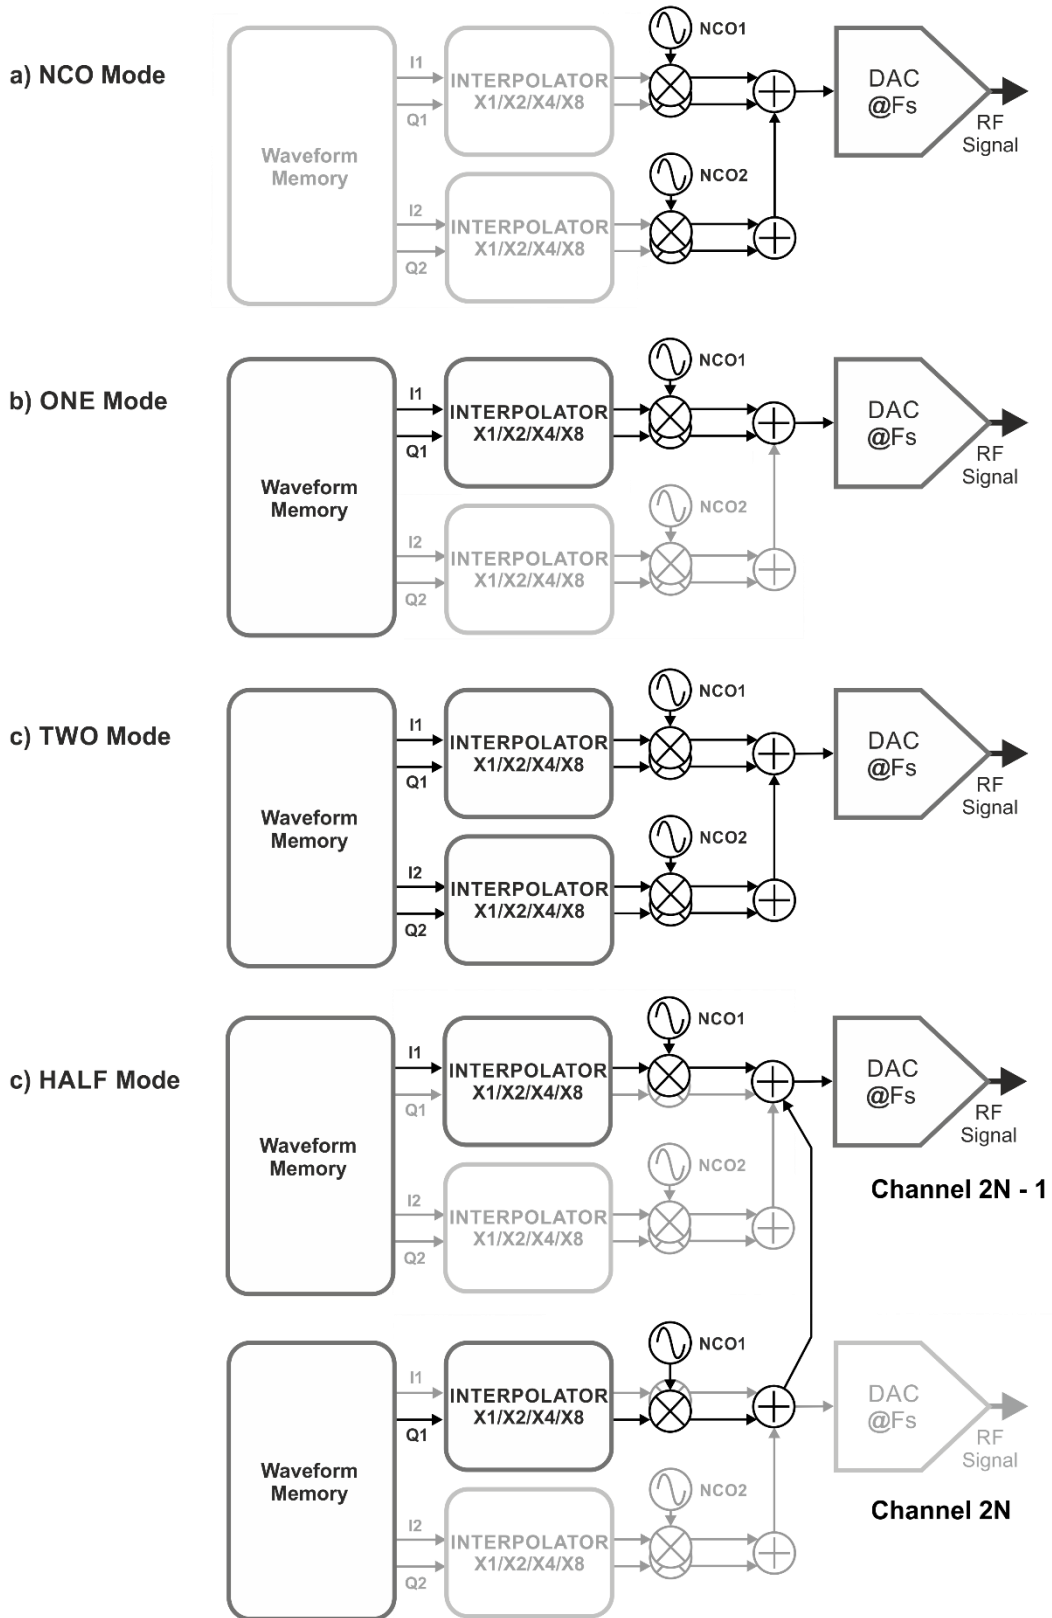 a) NCO Mode
NCO1
I1
Q1
INTERPOLATOR
X1/X2/X4/X8
DAC
@Fs
RF
Signal
Waveform
Memory
NCO2
I2
Q2
INTERPOLATOR
X1/X2/X4/X8
b) ONE Mode
NCO1
I1
Q1
INTERPOLATOR
X1/X2/X4/X8
DAC
@Fs
RF
Signal
Waveform
Memory
NCO2
I2
Q2
INTERPOLATOR
X1/X2/X4/X8
c) TWO Mode
NCO1
I1
Q1
INTERPOLATOR
X1/X2/X4/X8
DAC
@Fs
RF
Signal
Waveform
Memory
NCO2
I2
Q2
INTERPOLATOR
X1/X2/X4/X8
c) HALF Mode
NCO1
I1
Q1
INTERPOLATOR
X1/X2/X4/X8
DAC
@Fs
RF
Signal
Waveform
Memory
NCO2
I2
Q2
INTERPOLATOR
X1/X2/X4/X8
Channel 2N - 1
NCO1
I1
Q1
INTERPOLATOR
X1/X2/X4/X8
DAC
@Fs
RF
Signal
Waveform
Memory
NCO2
I2
Q2
INTERPOLATOR
X1/X2/X4/X8
Channel 2N